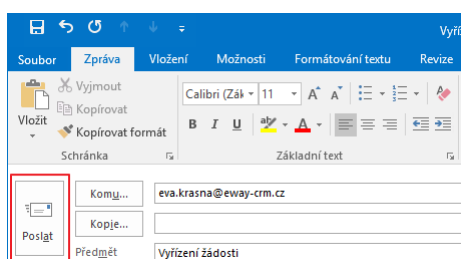 Vyří
Soubor Zpráva Vložení Možnosti Formátování textu Revize
Vyjmout
Kopírovat
Kopírovat formát
Vložit
Calibri (Zák 11 A A
B I U aby A
Schránka Základní text
Komu... eva.krasna@eway-crm.cz
Kopie...
Poslat
Předmět Vyřízení žádosti